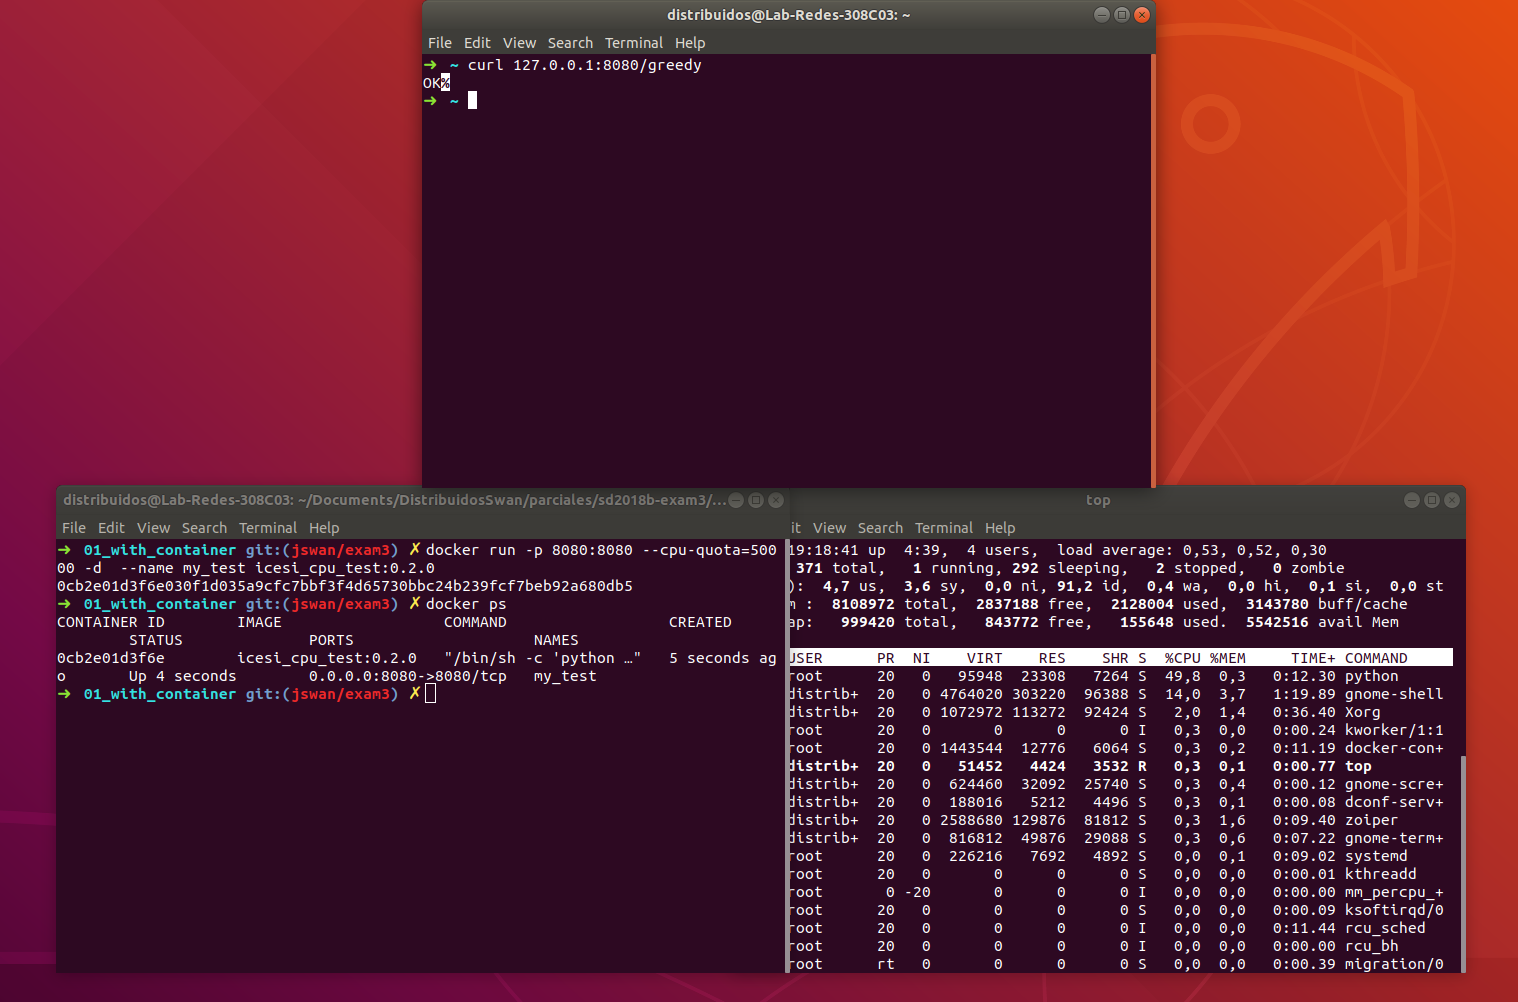 distribuidos@Lab-Redes-308C03: ~
File Edit View Search Terminal Help
➜ ~ curl 127.0.0.1:8080/greedy
OK%
➜ ~
distribuidos@Lab-Redes-308C03: ~/Documents/DistribuidosSwan/parciales/sd2018b-exam3/...
File Edit View Search Terminal Help
➜ 01_with_container git:(jswan/exam3) ✗ docker run -p 8080:8080 --cpu-quota=500
00 -d --name my_test icesi_cpu_test:0.2.0
0cb2e01d3f6e030f1d035a9cfc7bbf3f4d65730bbc24b239fcf7beb92a680db5
➜ 01_with_container git:(jswan/exam3) ✗ docker ps
CONTAINER ID IMAGE COMMAND CREATED
STATUS PORTS NAMES
0cb2e01d3f6e icesi_cpu_test:0.2.0 "/bin/sh -c 'python …" 5 seconds ag
o Up 4 seconds 0.0.0.0:8080->8080/tcp my_test
➜ 01_with_container git:(jswan/exam3) ✗
top
it View Search Terminal Help
19:18:41 up 4:39, 4 users, load average: 0,53, 0,52, 0,30
371 total, 1 running, 292 sleeping, 2 stopped, 0 zombie
): 4,7 us, 3,6 sy, 0,0 ni, 91,2 id, 0,4 wa, 0,0 hi, 0,1 si, 0,0 st
m : 8108972 total, 2837188 free, 2128004 used, 3143780 buff/cache
ap: 999420 total, 843772 free, 155648 used. 5542516 avail Mem
USER PR NI VIRT RES SHR S %CPU %MEM TIME+ COMMAND
root 20 0 95948 23308 7264 S 49,8 0,3 0:12.30 python
distrib+ 20 0 4764020 303220 96388 S 14,0 3,7 1:19.89 gnome-shell
distrib+ 20 0 1072972 113272 92424 S 2,0 1,4 0:36.40 Xorg
root 20 0 0 0 0 I 0,3 0,0 0:00.24 kworker/1:1
root 20 0 1443544 12776 6064 S 0,3 0,2 0:11.19 docker-con+
distrib+ 20 0 51452 4424 3532 R 0,3 0,1 0:00.77 top
distrib+ 20 0 624460 32092 25740 S 0,3 0,4 0:00.12 gnome-scre+
distrib+ 20 0 188016 5212 4496 S 0,3 0,1 0:00.08 dconf-serv+
distrib+ 20 0 2588680 129876 81812 S 0,3 1,6 0:09.40 zoiper
distrib+ 20 0 816812 49876 29088 S 0,3 0,6 0:07.22 gnome-term+
root 20 0 226216 7692 4892 S 0,0 0,1 0:09.02 systemd
root 20 0 0 0 0 S 0,0 0,0 0:00.01 kthreadd
root 0 -20 0 0 0 I 0,0 0,0 0:00.00 mm_percpu_+
root 20 0 0 0 0 S 0,0 0,0 0:00.09 ksoftirqd/0
root 20 0 0 0 0 I 0,0 0,0 0:11.44 rcu_sched
root 20 0 0 0 0 I 0,0 0,0 0:00.00 rcu_bh
root rt 0 0 0 0 S 0,0 0,0 0:00.39 migration/0